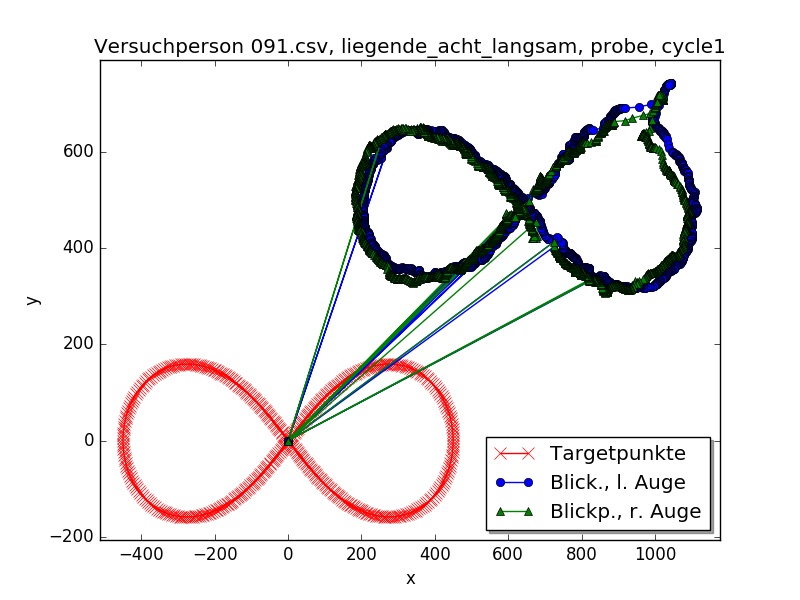 Versuchperson 091.csv, liegende_acht_langsam, probe, cycle1
600
400
200
0
−200
y
−400
−200
0
200
400
600
800
1000
x
Targetpunkte
Blick., l. Auge
Blickp., r. Auge